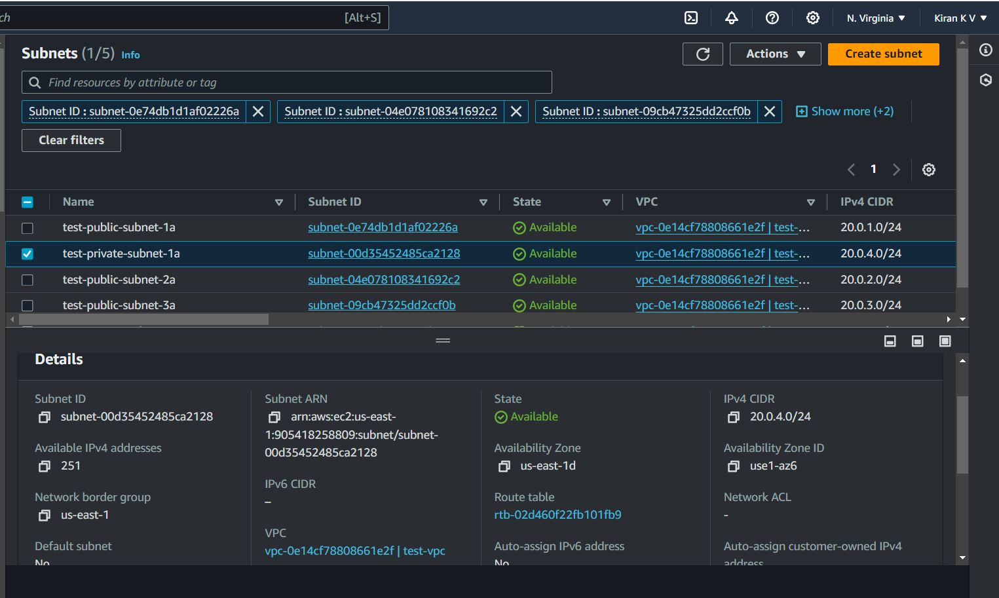 ch [Alt+S] N. Virginia ▼ Kiran K V ▼
Subnets (1/5) Info Actions ▼ Create subnet
Find resources by attribute or tag
Subnet ID : subnet-0e74db1d1af02226a Subnet ID : subnet-04e078108341692c2 Subnet ID : subnet-09cb47325dd2ccf0b Show more (+2)
Clear filters
1
Name Subnet ID State VPC IPv4 CIDR
test-public-subnet-1a subnet-0e74db1d1af02226a Available vpc-0e14cf78808661e2f | test-... 20.0.1.0/24
test-private-subnet-1a subnet-00d35452485ca2128 Available vpc-0e14cf78808661e2f | test-... 20.0.4.0/24
test-public-subnet-2a subnet-04e078108341692c2 Available vpc-0e14cf78808661e2f | test-... 20.0.2.0/24
test-public-subnet-3a subnet-09cb47325dd2ccf0b Available vpc-0e14cf78808661e2f | test-... 20.0.3.0/24
Details
Subnet ID
subnet-00d35452485ca2128
Available IPv4 addresses
251
Network border group
us-east-1
Default subnet
No
Subnet ARN
arn:aws:ec2:us-east-
1:905418258809:subnet/subnet-
00d35452485ca2128
IPv6 CIDR
–
VPC
vpc-0e14cf78808661e2f | test-vpc
State
Available
Availability Zone
us-east-1d
Route table
rtb-02d460f22fb101fb9
Auto-assign IPv6 address
No
IPv4 CIDR
20.0.4.0/24
Availability Zone ID
use1-az6
Network ACL
-
Auto-assign customer-owned IPv4
address